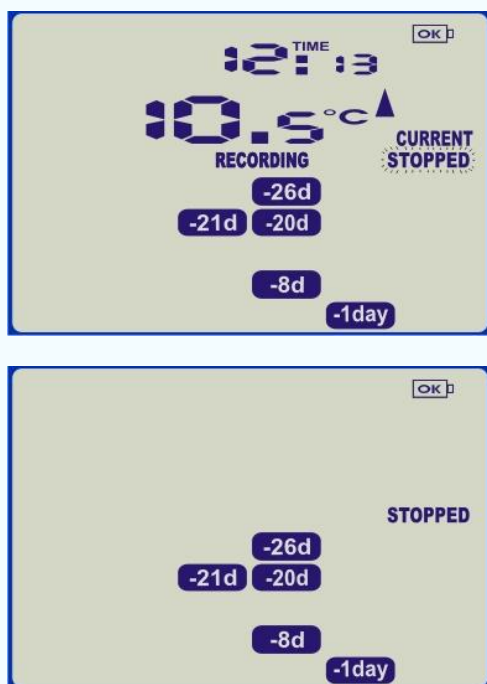 OK
TIME
12:13
10.5°C
CURRENT
RECORDING STOPPED
-26d
-21d -20d
-8d
-1day
OK
STOPPED
-26d
-21d -20d
-8d
-1day